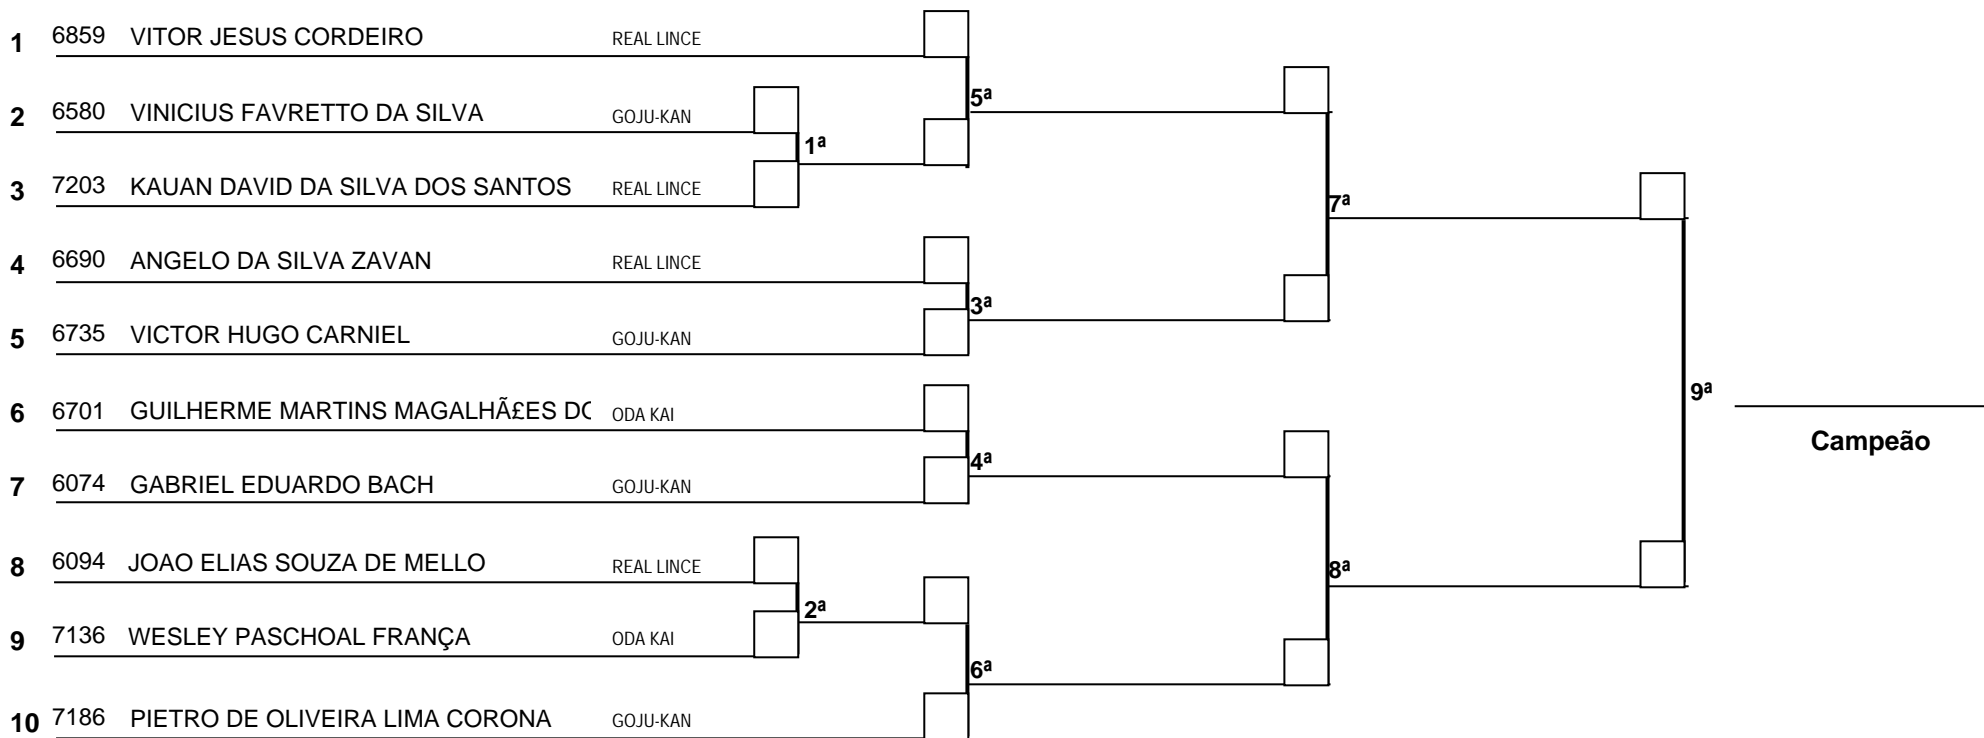 1 6859 VITOR JESUS CORDEIRO REAL LINCE
5ª
2 6580 VINICIUS FAVRETTO DA SILVA GOJU-KAN
1ª
3 7203 KAUAN DAVID DA SILVA DOS SANTOS REAL LINCE
7ª
4 6690 ANGELO DA SILVA ZAVAN REAL LINCE
3ª
5 6735 VICTOR HUGO CARNIEL GOJU-KAN
9ª
6 6701 GUILHERME MARTINS MAGALHÃ£ES DO ODA KAI
Campeão
4ª
7 6074 GABRIEL EDUARDO BACH GOJU-KAN
8 6094 JOAO ELIAS SOUZA DE MELLO REAL LINCE
8ª
2ª
9 7136 WESLEY PASCHOAL FRANÇA ODA KAI
6ª
10 7186 PIETRO DE OLIVEIRA LIMA CORONA GOJU-KAN